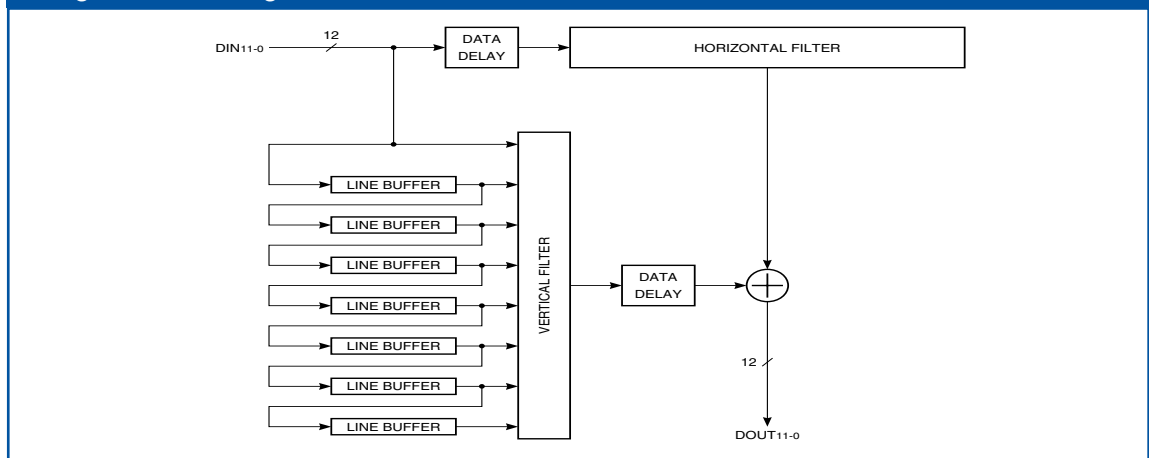 DIN11-0
12
DATA
DELAY
HORIZONTAL FILTER
LINE BUFFER
LINE BUFFER
LINE BUFFER
LINE BUFFER
LINE BUFFER
LINE BUFFER
LINE BUFFER
VERTICAL FILTER
DATA
DELAY
12
DOUT11-0